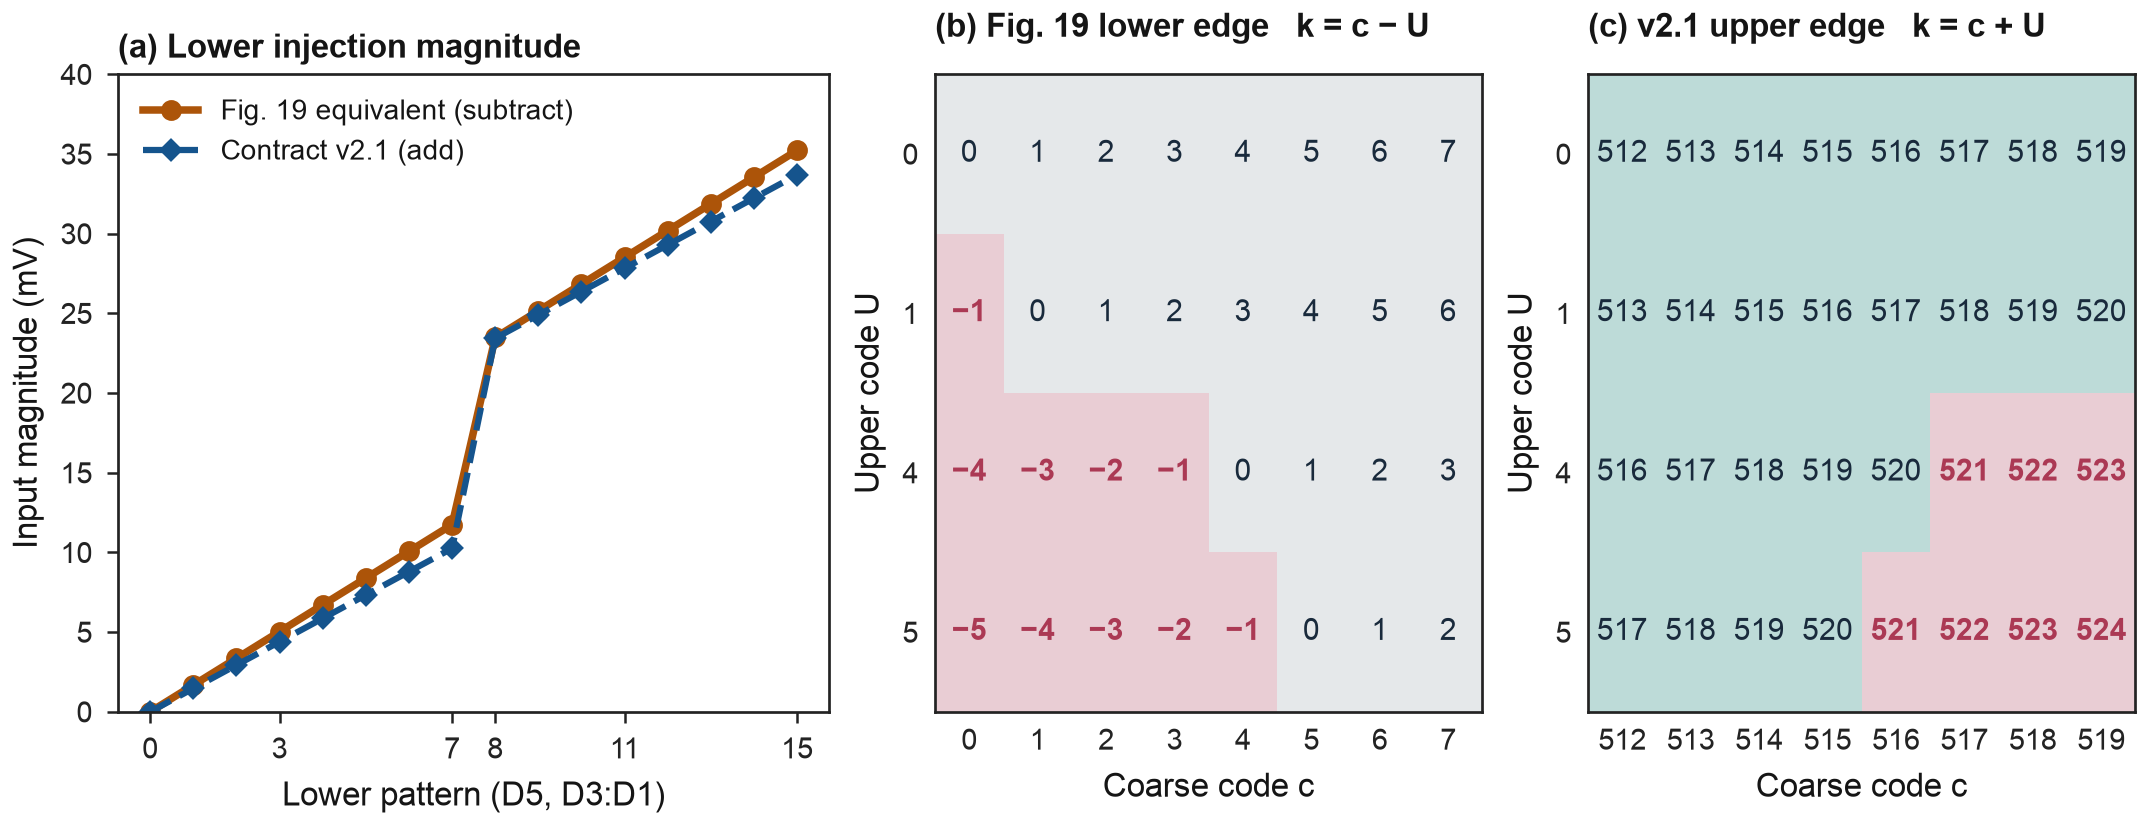 (a) Lower injection magnitude
Fig. 19 equivalent (subtract)
Contract v2.1 (add)
Input magnitude (mV)
40
35
30
25
20
15
10
5
0
0 3 7 8 11 15
Lower pattern (D5, D3:D1)
(b) Fig. 19 lower edge k = c − U
Upper code U
0 0 1 2 3 4 5 6 7
1 −1 0 1 2 3 4 5 6
4 −4 −3 −2 −1 0 1 2 3
5 −5 −4 −3 −2 −1 0 1 2
0 1 2 3 4 5 6 7
Coarse code c
(c) v2.1 upper edge k = c + U
Upper code U
0 512 513 514 515 516 517 518 519
1 513 514 515 516 517 518 519 520
4 516 517 518 519 520 521 522 523
5 517 518 519 520 521 522 523 524
512 513 514 515 516 517 518 519
Coarse code c